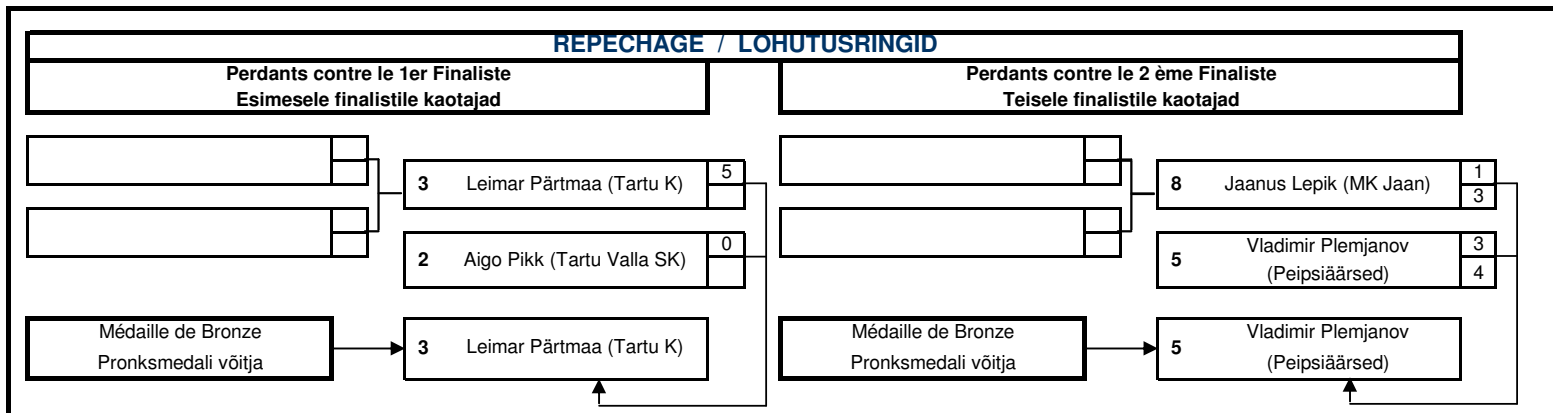 REPECHAGE / LOHUTUSRINGID
Perdants contre le 1er Finaliste
Esimesele finalistile kaotajad
Perdants contre le 2 ème Finaliste
Teisele finalistile kaotajad
3 Leimar Pärtmaa (Tartu K) 5
2 Aigo Pikk (Tartu Valla SK) 0
8 Jaanus Lepik (MK Jaan) 1
3
5 Vladimir Plemjanov 3
(Peipsiäärsed) 4
Médaille de Bronze
Pronksmedali võitja
3 Leimar Pärtmaa (Tartu K)
Médaille de Bronze
Pronksmedali võitja
5 Vladimir Plemjanov
(Peipsiäärsed)